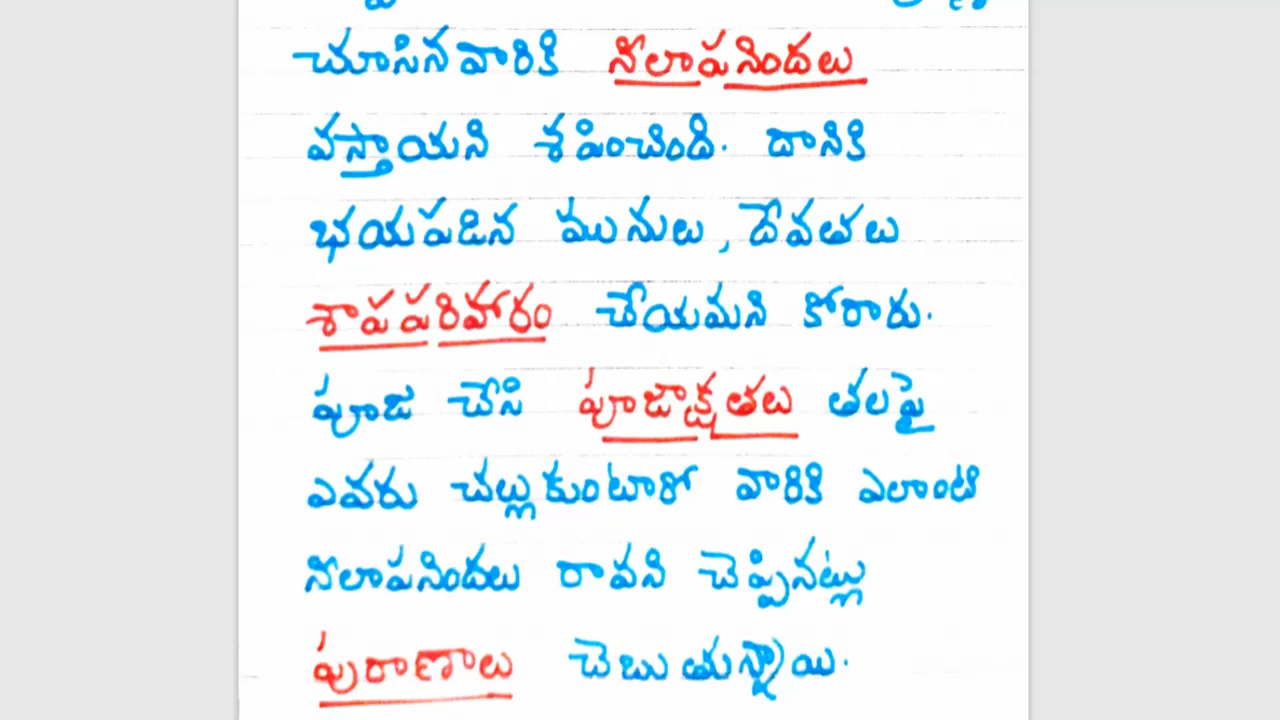 చూసినవారికి నీలాపనిందలు
వస్తాయని శపించింది. దానికి
భయపడిన మునులు, దేవతలు
శాపపరిహారం చేయమని కోరారు.
పూజ చేసి పూజాక్షతలు తలపై
ఎవరు చల్లుకుంటారో వారికి ఎలాంటి
నీలాపనిందలు రావని చెప్పినట్లు
పురాణాలు చెబుతున్నాయి.